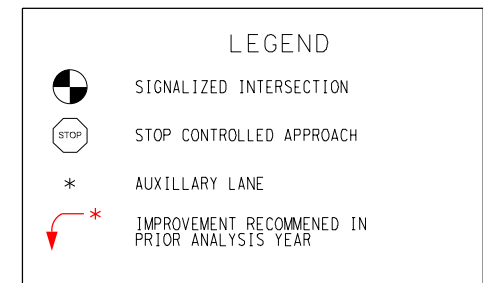 LEGEND
SIGNALIZED INTERSECTION
STOP STOP CONTROLLED APPROACH
* AUXILLARY LANE
* IMPROVEMENT RECOMMENED IN
PRIOR ANALYSIS YEAR